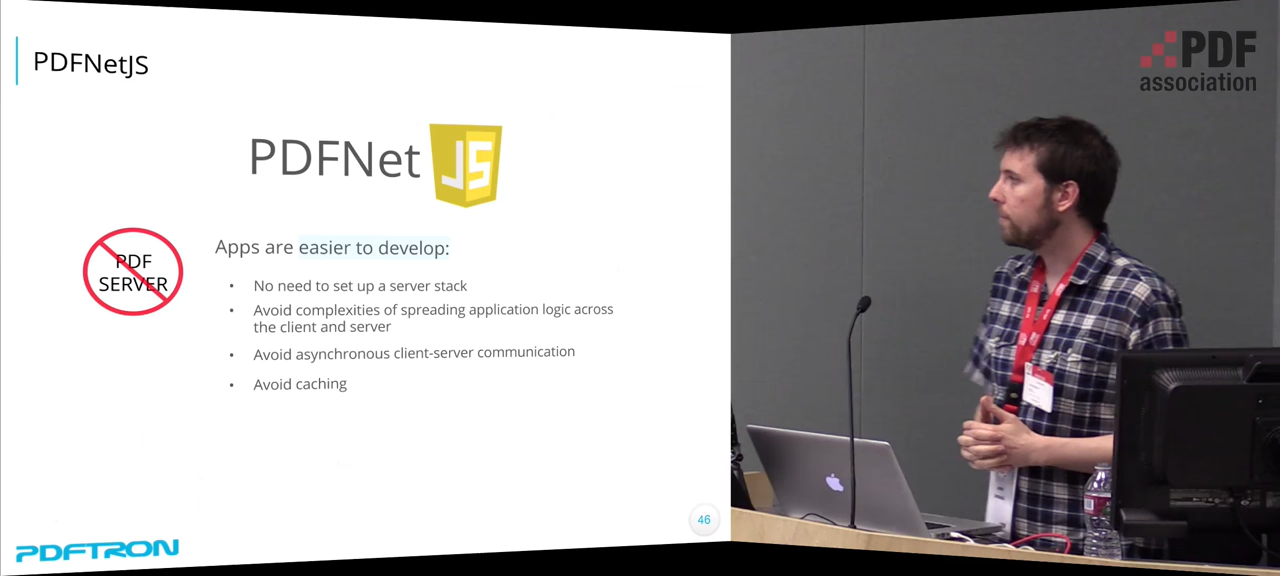 PDFNetJS
PDFNet JS
PDF
SERVER
Apps are easier to develop:
• No need to set up a server stack
• Avoid complexities of spreading application logic across
the client and server
• Avoid asynchronous client-server communication
• Avoid caching
46
PDFTRON
PDF
association